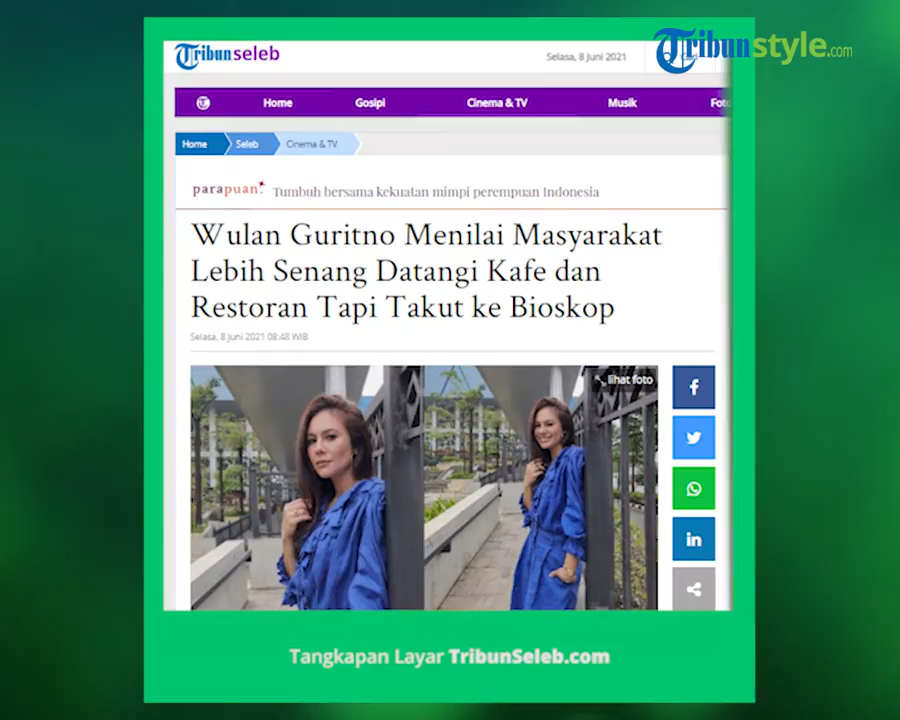 Tribunseleb
Selasa, 8 Juni 2021
Tribunstyle.com
Home Gosipi Cinema & TV Musik
Home Seleb Cinema & TV
parapuan. Tumbuh bersama kekuatan mimpi perempuan Indonesia
Wulan Guritno Menilai Masyarakat
Lebih Senang Datangi Kafe dan
Restoran Tapi Takut ke Bioskop
Selasa, 8 Juni 2021 08:48 WIB
lihat foto
Tangkapan Layar TribunSeleb.com